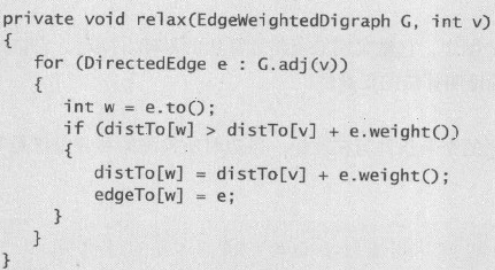 private void relax(EdgeWeightedDigraph G, int v)
{
   for (DirectedEdge e : G.adj(v))
   {
      int w = e.to();
      if (distTo[w] > distTo[v] + e.weight())
      {
         distTo[w] = distTo[v] + e.weight();
         edgeTo[w] = e;
      }
   }
}